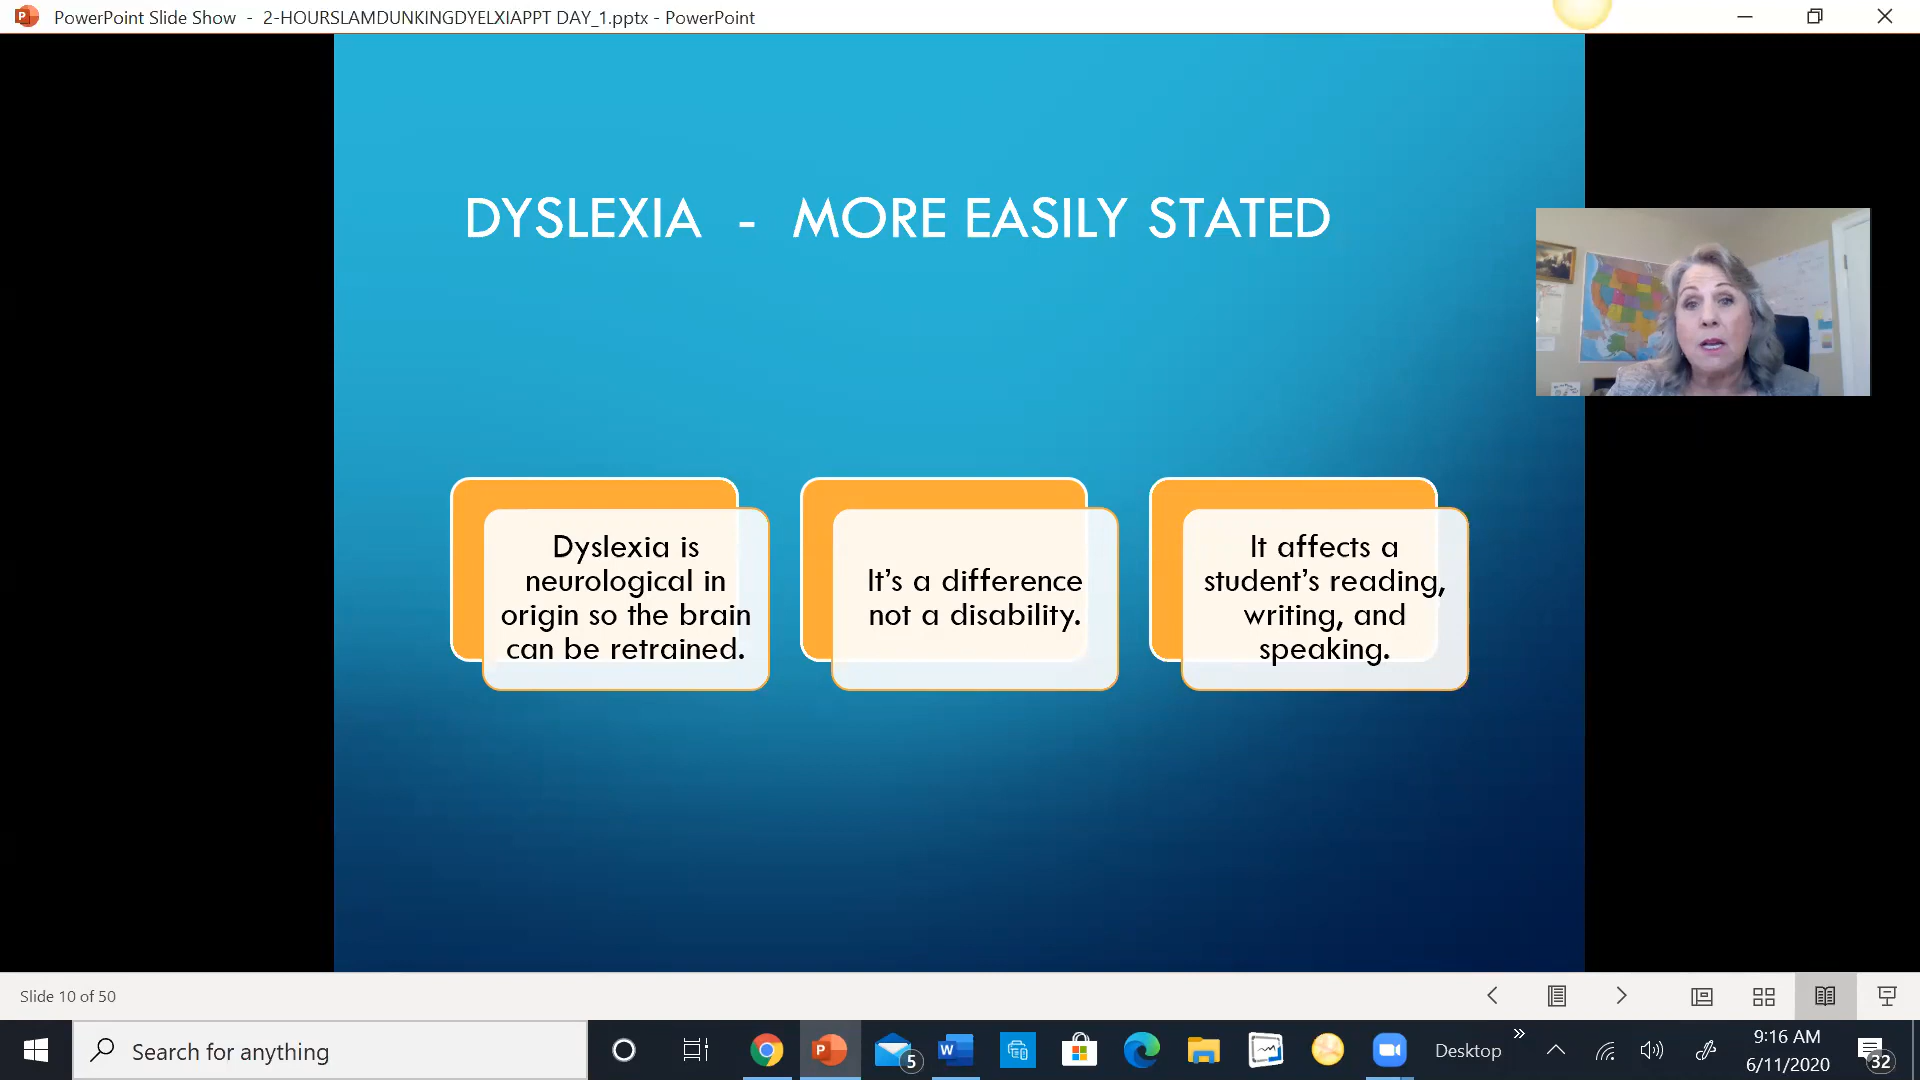 PowerPoint Slide Show - 2-HOURSLAMDUNKINGDYELXIAPPT DAY_1.pptx - PowerPoint
DYSLEXIA - MORE EASILY STATED
Dyslexia is
neurological in
origin so the brain
can be retrained.
It's a difference
not a disability.
It affects a
student's reading,
writing, and
speaking.
Slide 10 of 50
Search for anything
5
Desktop
9:16 AM
6/11/2020
32